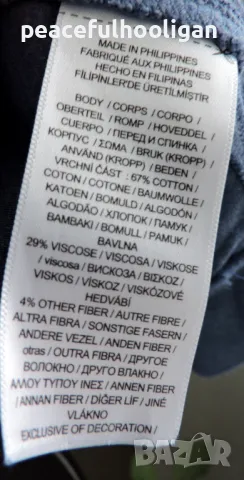 peacefulhooligan
MADE IN PHILIPPINES
FABRIQUÉ AUX PHILIPPINES
HECHO EN FILIPINAS
FİLİPİNLER'DE ÜRETİLMİŞTİR
BODY / CORPS / CORPO /
OBERTEIL / ROMP / HOVEDDEL /
CUERPO / ПЕРЕД И СПИНКА /
КОРПУС / ΣΩΜΑ / BRUK (KROPP) /
ANVÄND (KROPP) / BEDEN /
VRCHNÍ ČÁST : 67% COTTON /
COTON / COTONE / BAUMWOLLE /
KATOEN / BOMULD / ALGODÓN /
ALGODÃO / ХЛОПОК / ПАМУК /
BAMBAKI / BOMULL / PAMUK /
BAVLNA
29% VISCOSE / VISCOSA / VISKOSE
/ viscosa / ВИСКОЗА / ΒΙΣΚΟΖ /
VISKOS / VİSKOZ / VISKÓZOVÉ
HEDVÁBÍ
4% OTHER FIBER / AUTRE FIBRE /
ALTRA FIBRA / SONSTIGE FASERN /
ANDERE VEZEL / ANDEN FIBER /
otras / OUTRA FIBRA / ДРУГОЕ
ВОЛОКНО / ДРУГО ВЛАКНО /
ΑΛΛΟΥ ΤΥΠΟΥ ΙΝΕΣ / ANNEN FIBER
/ ANNAN FIBER / DİĞER LİF / JINÉ
VLÁKNO
EXCLUSIVE OF DECORATION /
BAZAR